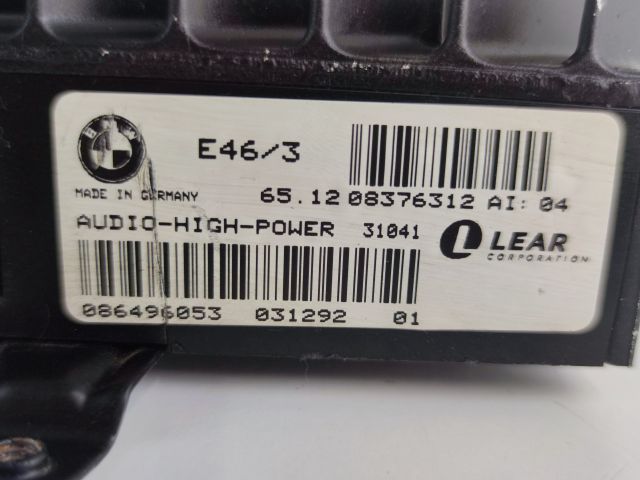 BMW
E46/3
MADE IN GERMANY
65.12 08376312 AI: 04
AUDIO-HIGH-POWER 31041
LEAR
CORPORATION
086496053 031292 01